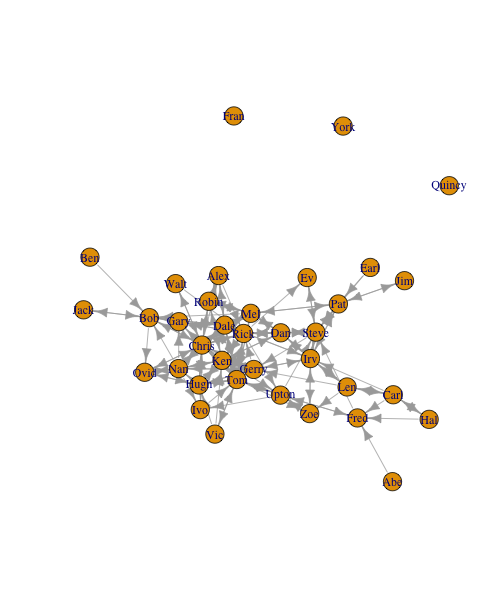 Fran
York
Quincy
Ben
Earl
Alex
Ev
Jim
Walt
Robin
Pat
Jack
Mel
Bob
Gary
Dale
Rick
Dan
Steve
Chris
Ken
Irv
Nan
Gerry
Ovid
Tom
Hugh
Len
Upton
Carl
Ivo
Zoe
Fred
Hal
Vic
Abe